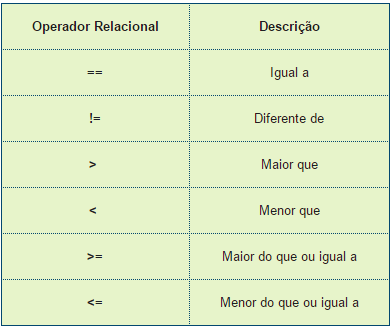 Operador Relacional Descrição
== Igual a
!= Diferente de
> Maior que
< Menor que
>= Maior do que ou igual a
<= Menor do que ou igual a